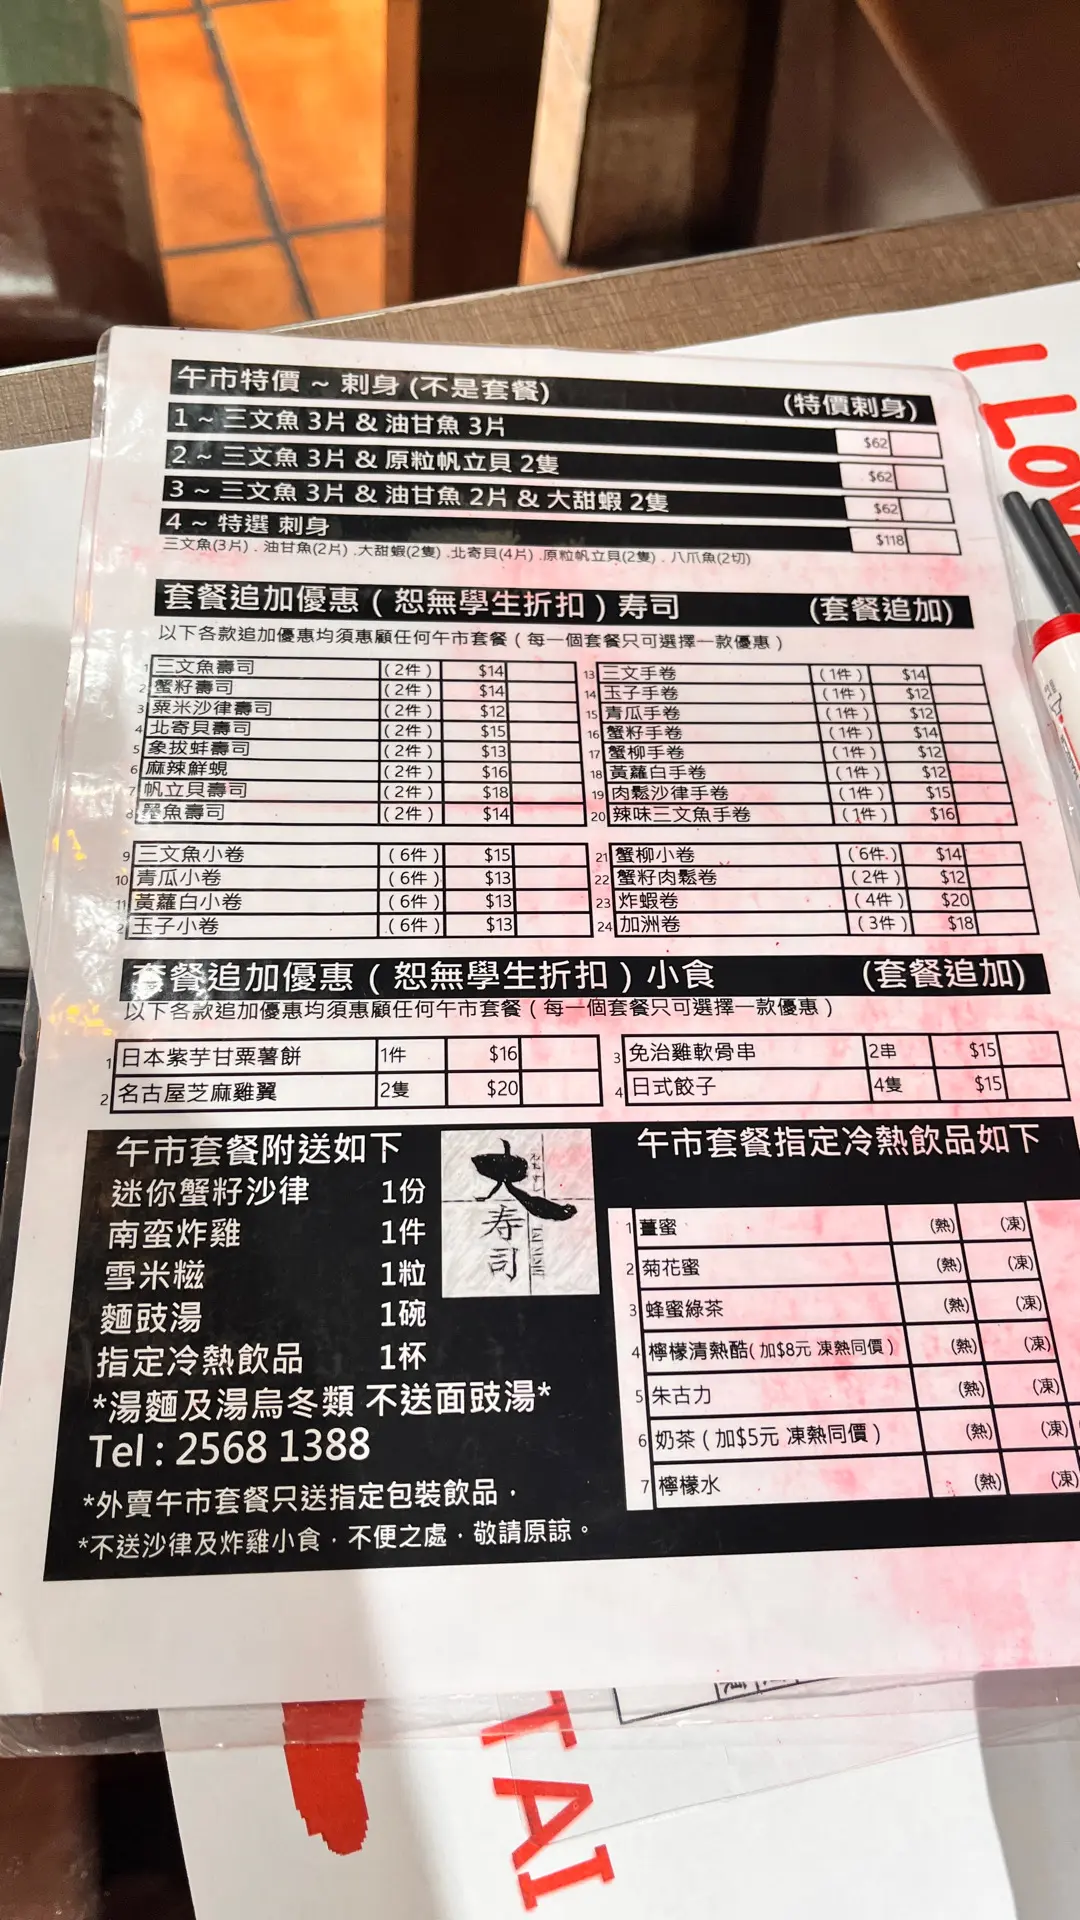 午市特價 ~ 刺身 (不是套餐) (特價刺身)
1 ~ 三文魚 3片 & 油甘魚 3片 $62
2 ~ 三文魚 3片 & 原粒帆立貝 2隻 $62
3 ~ 三文魚 3片 & 油甘魚 2片 & 大甜蝦 2隻 $62
4 ~ 特選 刺身 $118
三文魚(3片) . 油甘魚(2片) .大甜蝦(2隻) .北寄貝(4片) .原粒帆立貝(2隻) . 八爪魚(2切)
套餐追加優惠 ( 恕無學生折扣 ) 寿司 (套餐追加)
以下各款追加優惠均須惠顧任何午市套餐 ( 每一個套餐只可選擇一款優惠 )
1 三文魚壽司 ( 2件 ) $14
2 蟹籽壽司 ( 2件 ) $14
3 粟米沙律壽司 ( 2件 ) $12
4 北寄貝壽司 ( 2件 ) $15
5 象拔蚌壽司 ( 2件 ) $13
6 麻辣鮮蜆 ( 2件 ) $16
7 帆立貝壽司 ( 2件 ) $18
8 墨魚壽司 ( 2件 ) $14
13 三文手卷 ( 1件 ) $14
14 玉子手卷 ( 1件 ) $12
15 青瓜手卷 ( 1件 ) $12
16 蟹籽手卷 ( 1件 ) $14
17 蟹柳手卷 ( 1件 ) $12
18 黃蘿白手卷 ( 1件 ) $12
19 肉鬆沙律手卷 ( 1件 ) $15
20 辣味三文魚手卷 ( 1件 ) $16
9 三文魚小卷 ( 6件 ) $15
10 青瓜小卷 ( 6件 ) $13
11 黃蘿白小卷 ( 6件 ) $13
2 玉子小卷 ( 6件 ) $13
21 蟹柳小卷 ( 6件 ) $14
22 蟹籽肉鬆卷 ( 2件 ) $12
23 炸蝦卷 ( 4件 ) $20
24 加洲卷 ( 3件 ) $18
套餐追加優惠 ( 恕無學生折扣 ) 小食 (套餐追加)
以下各款追加優惠均須惠顧任何午市套餐 ( 每一個套餐只可選擇一款優惠 )
1 日本紫芋甘粟薯餅 1件 $16
2 名古屋芝麻雞翼 2隻 $20
3 免治雞軟骨串 2串 $15
4 日式餃子 4隻 $15
午市套餐附送如下
迷你蟹籽沙律 1份
南蛮炸雞 1件
雪米糍 1粒
麵豉湯 1碗
指定冷熱飲品 1杯
*湯麵及湯烏冬類 不送面豉湯*
Tel : 2568 1388
*外賣午市套餐只送指定包裝飲品 ,
*不送沙律及炸雞小食 , 不便之處 , 敬請原諒 。
寿司
午市套餐指定冷熱飲品如下
1 薑蜜 (熱) (凍)
2 菊花蜜 (熱) (凍)
3 蜂蜜綠茶 (熱) (凍)
4 檸檬清熱酷( 加$8元 凍熱同價 ) (熱) (凍)
5 朱古力 (熱) (凍)
6 奶茶 ( 加$5元 凍熱同價 ) (熱) (凍)
7 檸檬水 (熱) (凍)
I LOV
TAI